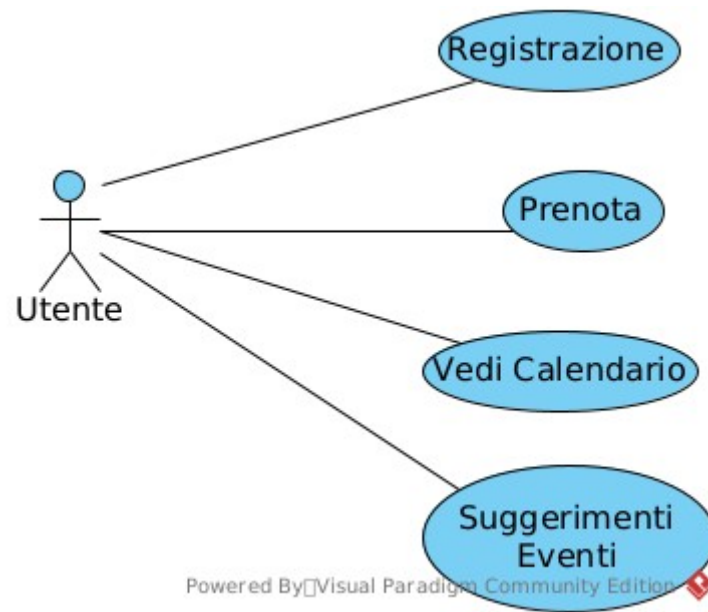 Registrazione
Prenota
Utente
Vedi Calendario
Suggerimenti
Eventi
Powered By Visual Paradigm Community Edition